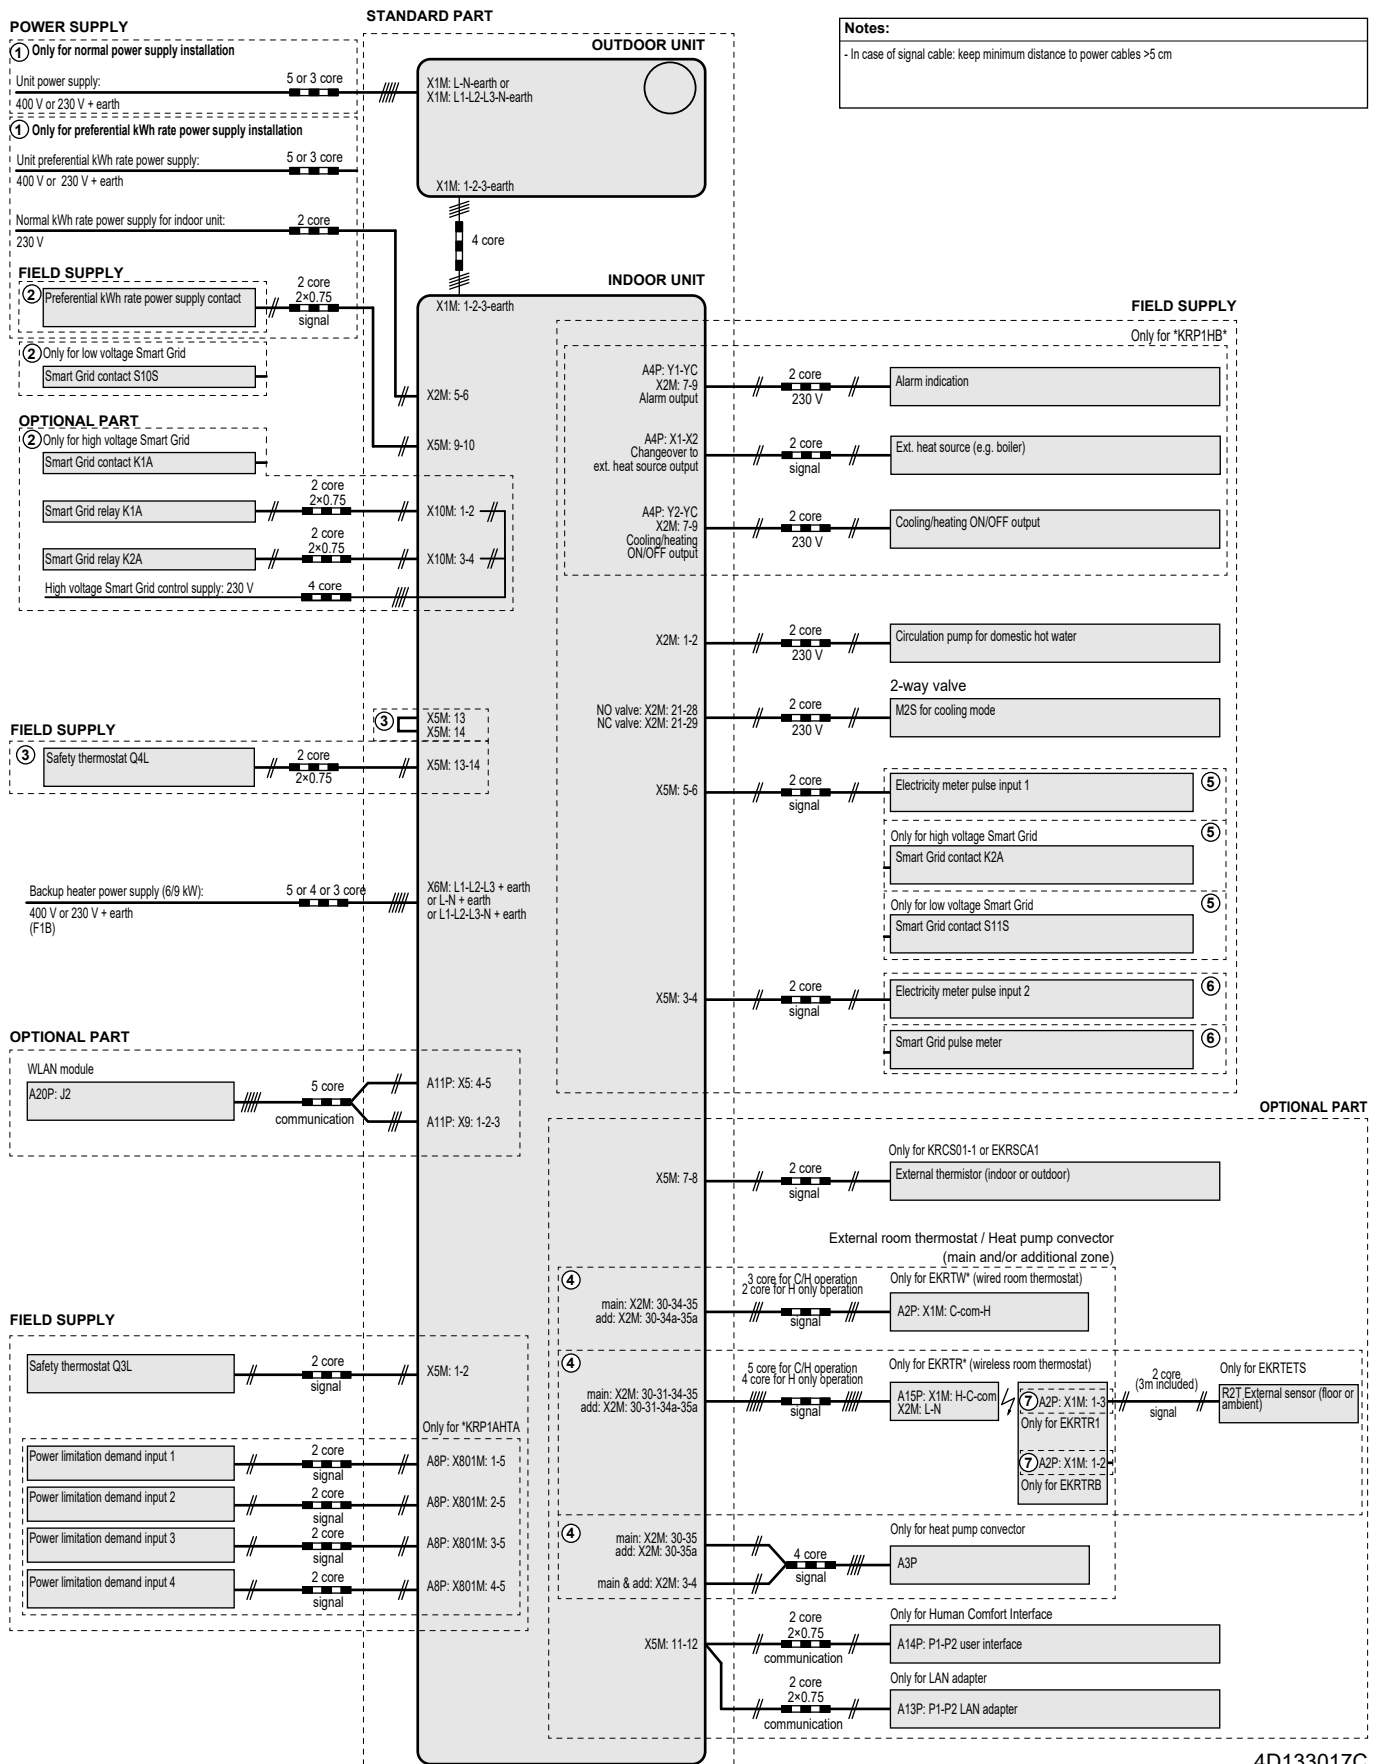 POWER SUPPLY
① Only for normal power supply installation
Unit power supply:
5 or 3 core
400 V or 230 V + earth
① Only for preferential kWh rate power supply installation
Unit preferential kWh rate power supply:
5 or 3 core
400 V or 230 V + earth
Normal kWh rate power supply for indoor unit:
2 core
230 V
FIELD SUPPLY
② Preferential kWh rate power supply contact
2 core
2×0.75
signal
② Only for low voltage Smart Grid
Smart Grid contact S10S
OPTIONAL PART
② Only for high voltage Smart Grid
Smart Grid contact K1A
Smart Grid relay K1A
2 core
2×0.75
Smart Grid relay K2A
2 core
2×0.75
High voltage Smart Grid control supply: 230 V
4 core
FIELD SUPPLY
③ Safety thermostat Q4L
2 core
2×0.75
Backup heater power supply (6/9 kW):
5 or 4 or 3 core
400 V or 230 V + earth
(F1B)
OPTIONAL PART
WLAN module
A20P: J2
5 core
communication
FIELD SUPPLY
Safety thermostat Q3L
2 core
signal
Power limitation demand input 1
2 core
signal
Power limitation demand input 2
2 core
signal
Power limitation demand input 3
2 core
signal
Power limitation demand input 4
2 core
signal
STANDARD PART
OUTDOOR UNIT
X1M: L-N-earth or
X1M: L1-L2-L3-N-earth
X1M: 1-2-3-earth
4 core
INDOOR UNIT
X1M: 1-2-3-earth
X2M: 5-6
X5M: 9-10
X10M: 1-2
X10M: 3-4
③
X5M: 13
X5M: 14
X5M: 13-14
X6M: L1-L2-L3 + earth
or L-N + earth
or L1-L2-L3-N + earth
A11P: X5: 4-5
A11P: X9: 1-2-3
X5M: 1-2
Only for *KRP1AHTA
A8P: X801M: 1-5
A8P: X801M: 2-5
A8P: X801M: 3-5
A8P: X801M: 4-5
Notes:
- In case of signal cable: keep minimum distance to power cables >5 cm
FIELD SUPPLY
Only for *KRP1HB*
A4P: Y1-YC
X2M: 7-9
Alarm output
2 core
230 V
Alarm indication
A4P: X1-X2
Changeover to
ext. heat source output
2 core
signal
Ext. heat source (e.g. boiler)
A4P: Y2-YC
X2M: 7-9
Cooling/heating
ON/OFF output
2 core
230 V
Cooling/heating ON/OFF output
X2M: 1-2
2 core
230 V
Circulation pump for domestic hot water
2-way valve
NO valve: X2M: 21-28
NC valve: X2M: 21-29
2 core
230 V
M2S for cooling mode
X5M: 5-6
2 core
signal
Electricity meter pulse input 1
⑤
Only for high voltage Smart Grid
⑤
Smart Grid contact K2A
Only for low voltage Smart Grid
⑤
Smart Grid contact S11S
X5M: 3-4
2 core
signal
Electricity meter pulse input 2
⑥
Smart Grid pulse meter
⑥
OPTIONAL PART
Only for KRCS01-1 or EKRSCA1
X5M: 7-8
2 core
signal
External thermistor (indoor or outdoor)
External room thermostat / Heat pump convector
(main and/or additional zone)
④
main: X2M: 30-34-35
add: X2M: 30-34a-35a
3 core for C/H operation
2 core for H only operation
signal
Only for EKRTW* (wired room thermostat)
A2P: X1M: C-com-H
④
main: X2M: 30-31-34-35
add: X2M: 30-31-34a-35a
5 core for C/H operation
4 core for H only operation
signal
Only for EKRTR* (wireless room thermostat)
A15P: X1M: H-C-com
X2M: L-N
⑦ A2P: X1M: 1-3
Only for EKRTR1
⑦ A2P: X1M: 1-2
Only for EKRTRB
2 core
(3m included)
signal
Only for EKRTETS
R2T External sensor (floor or
ambient)
④
main: X2M: 30-35
add: X2M: 30-35a
main & add: X2M: 3-4
4 core
signal
Only for heat pump convector
A3P
X5M: 11-12
2 core
2×0.75
communication
Only for Human Comfort Interface
A14P: P1-P2 user interface
2 core
2×0.75
communication
Only for LAN adapter
A13P: P1-P2 LAN adapter
4D133017C